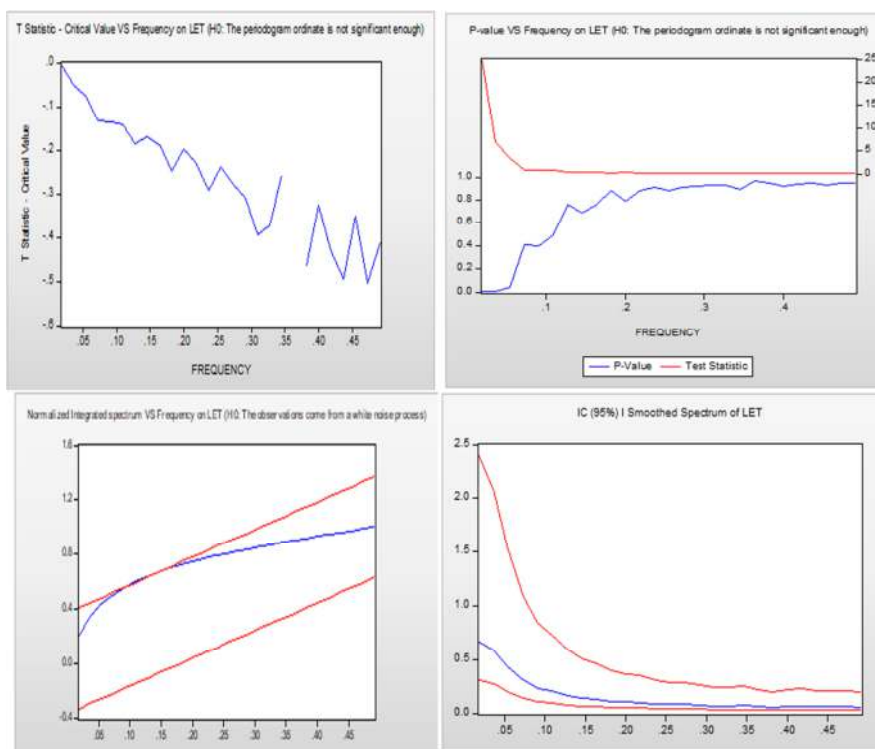 T Statistic - Critical Value VS Frequency on LET (H0: The periodogram ordinate is not significant enough)
.0
-.1
-.2
-.3
-.4
-.5
-.6
T Statistic - Critical Value
.05 .10 .15 .20 .25 .30 .35 .40 .45
FREQUENCY
P-value VS Frequency on LET (H0: The periodogram ordinate is not significant enough)
25
20
15
10
5
0
1.0
0.8
0.6
0.4
0.2
0.0
.1 .2 .3 .4
FREQUENCY
P-Value Test Statistic
Normalized Integrated spectrum VS Frequency on LET (H0: The observations come from a white noise process)
1.6
1.2
0.8
0.4
0.0
-0.4
.05 .10 .15 .20 .25 .30 .35 .40 .45
IC (95%) I Smoothed Spectrum of LET
2.5
2.0
1.5
1.0
0.5
0.0
.05 .10 .15 .20 .25 .30 .35 .40 .45